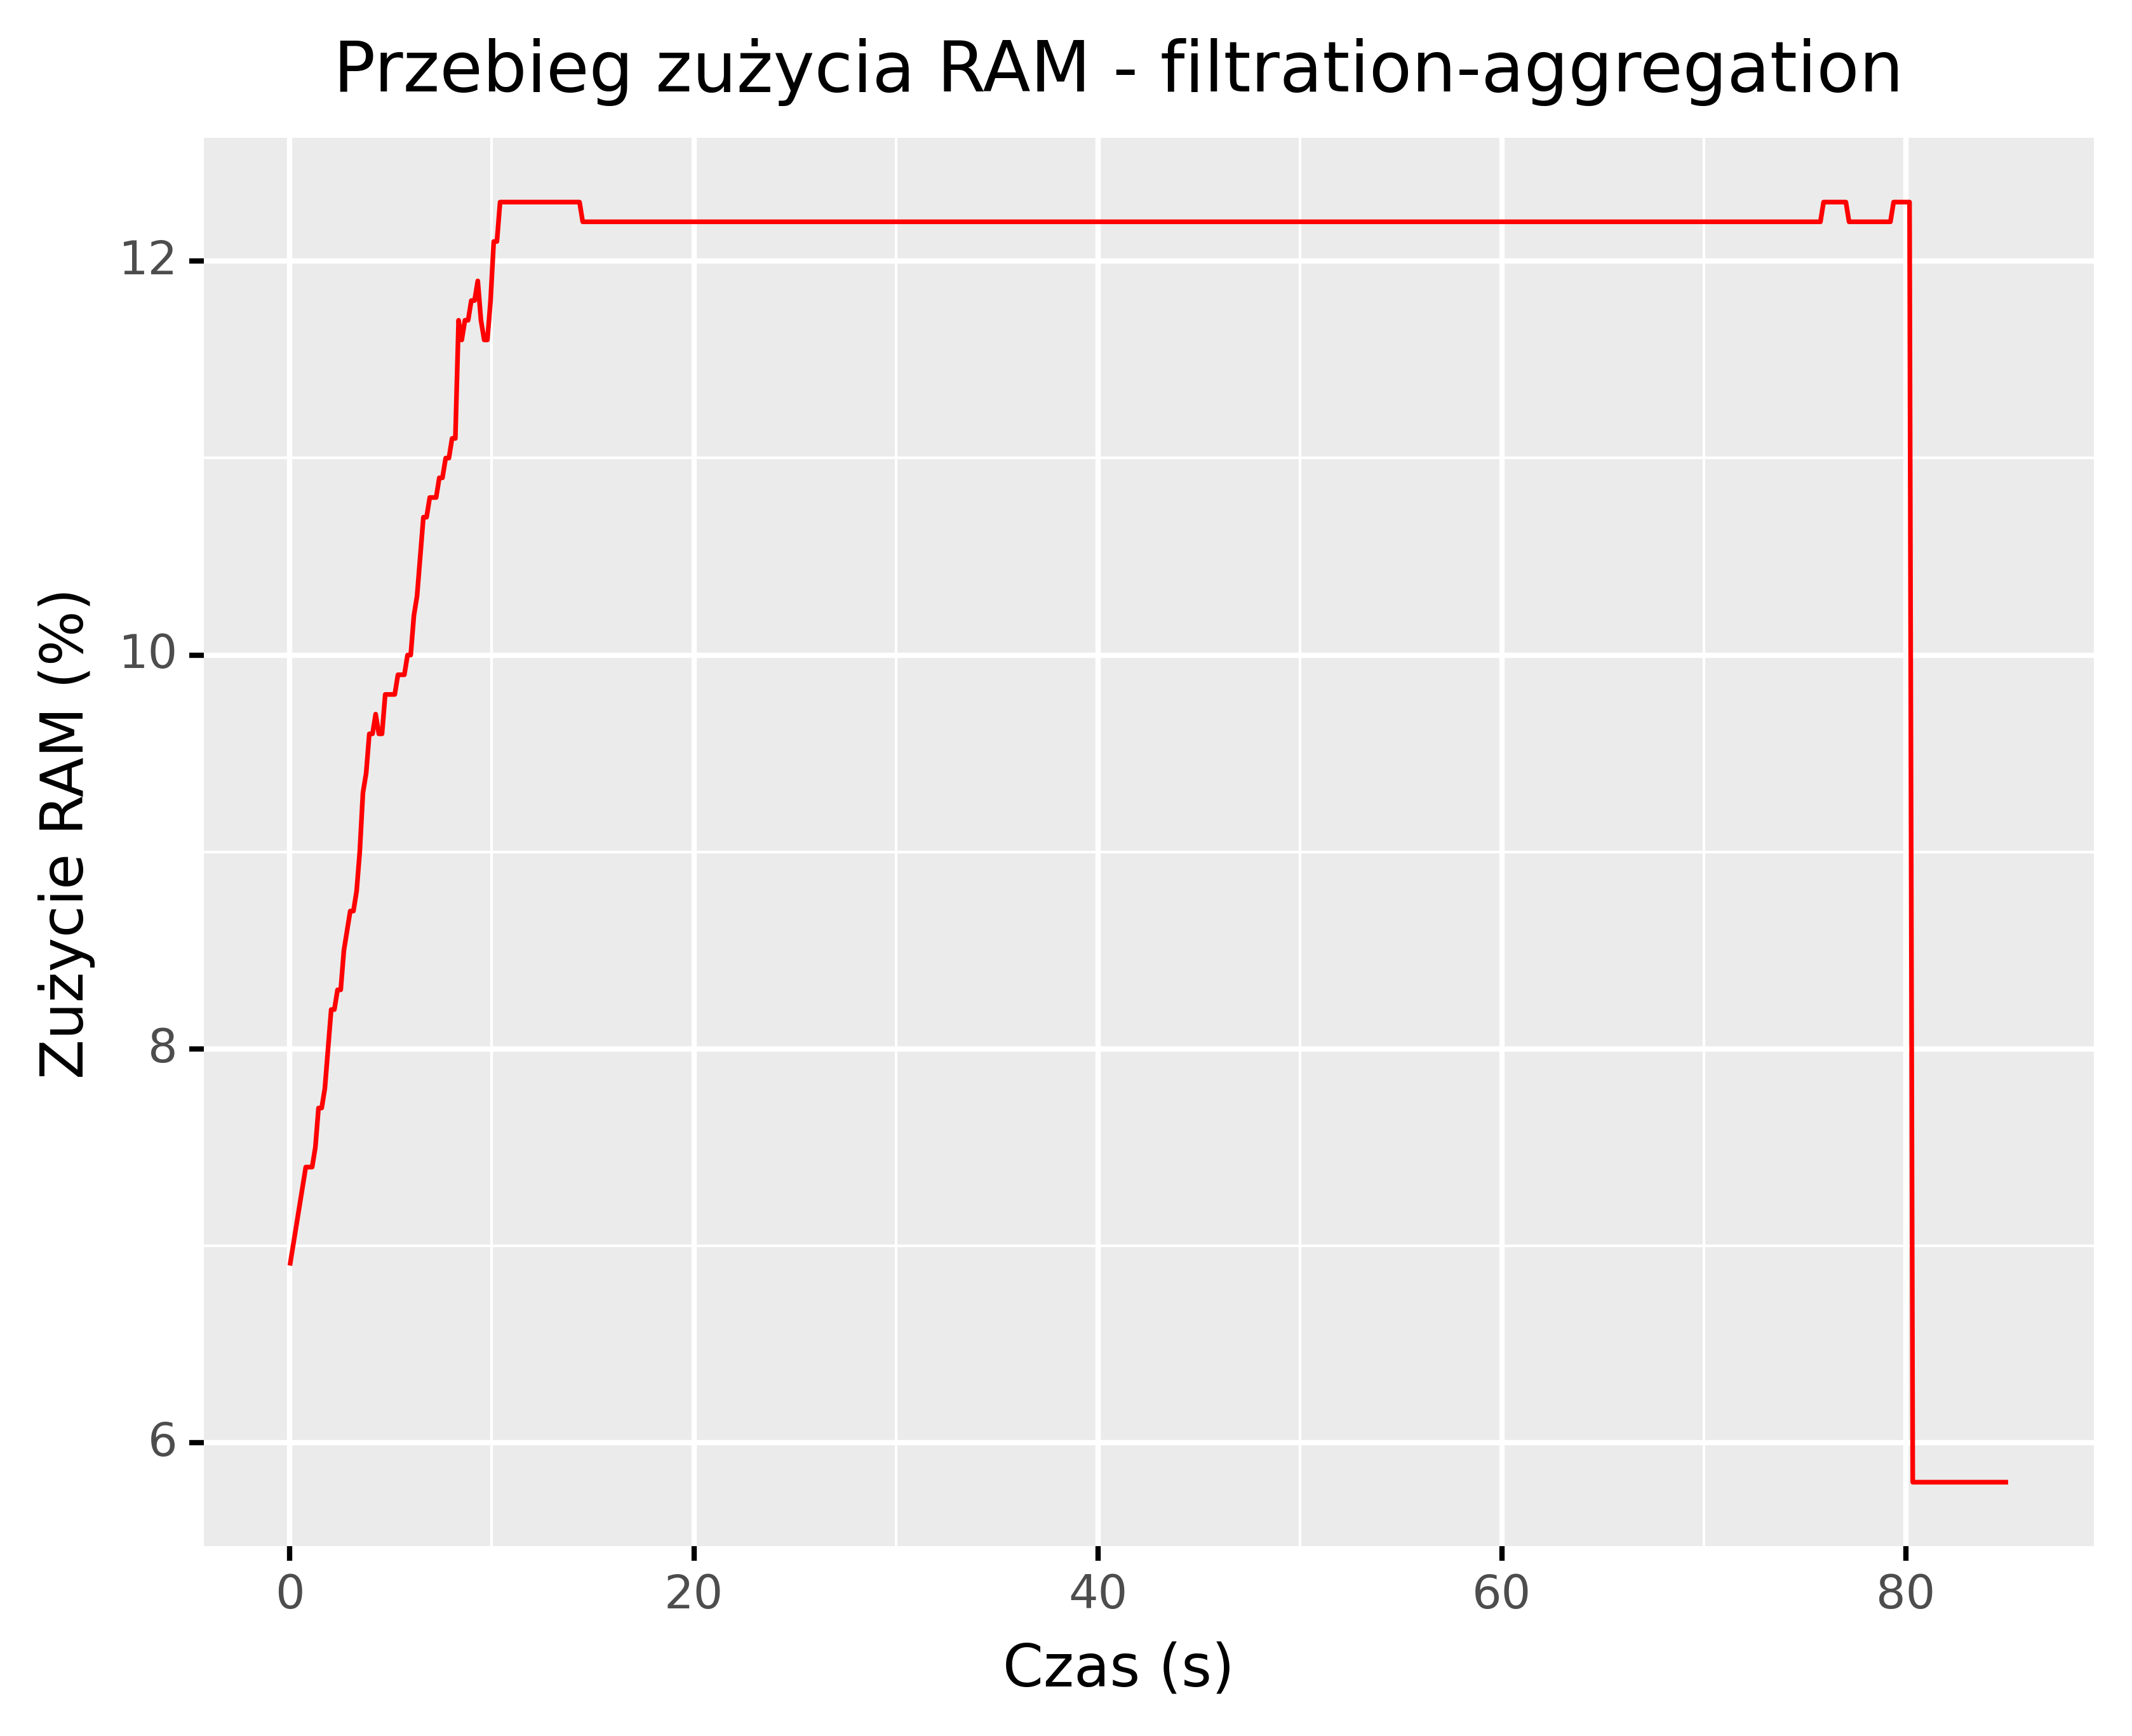 Przebieg zużycia RAM - filtration-aggregation
Zużycie RAM (%)
12
10
8
6
0 20 40 60 80
Czas (s)